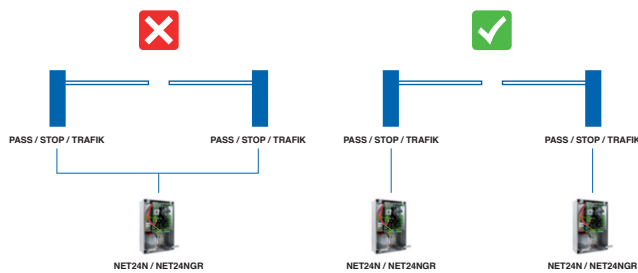 PASS / STOP / TRAFIK PASS / STOP / TRAFIK PASS / STOP / TRAFIK PASS / STOP / TRAFIK
NET24N / NET24NGR NET24N / NET24NGR NET24N / NET24NGR